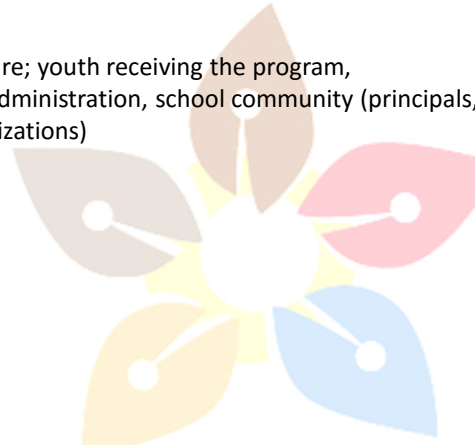 re; youth receiving the program,
dministration, school community (principals,
izations)